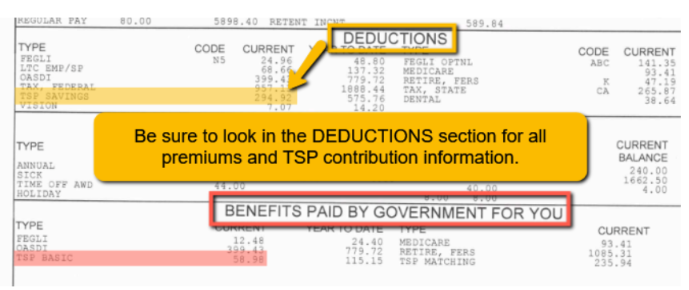 REGULAR PAY 80.00 5898.40 RETENT INCNT 589.84
DEDUCTIONS
TYPE CODE CURRENT TO DATE TYPE CODE CURRENT
FEGLI N5 24.96 48.80 FEGLI OPTNL ABC 141.35
LTC EMP/SP 68.66 137.32 MEDICARE 93.41
OASDI 399.43 779.72 RETIRE, FERS K 47.19
TAX, FEDERAL 1888.44 TAX, STATE CA 265.87
TSP SAVINGS 294.92 575.76 DENTAL 38.64
VISION 7.07 14.20
Be sure to look in the DEDUCTIONS section for all
premiums and TSP contribution information.
TYPE CURRENT
BALANCE
ANNUAL 240.00
SICK 1662.50
TIME OFF AWD 44.00 40.00 4.00
HOLIDAY 8.00 8.00
BENEFITS PAID BY GOVERNMENT FOR YOU
TYPE CURRENT YEAR TO DATE TYPE CURRENT
FEGLI 12.48 24.40 MEDICARE 93.41
OASDI 399.43 779.72 RETIRE, FERS 1085.31
TSP BASIC 58.98 115.15 TSP MATCHING 235.94